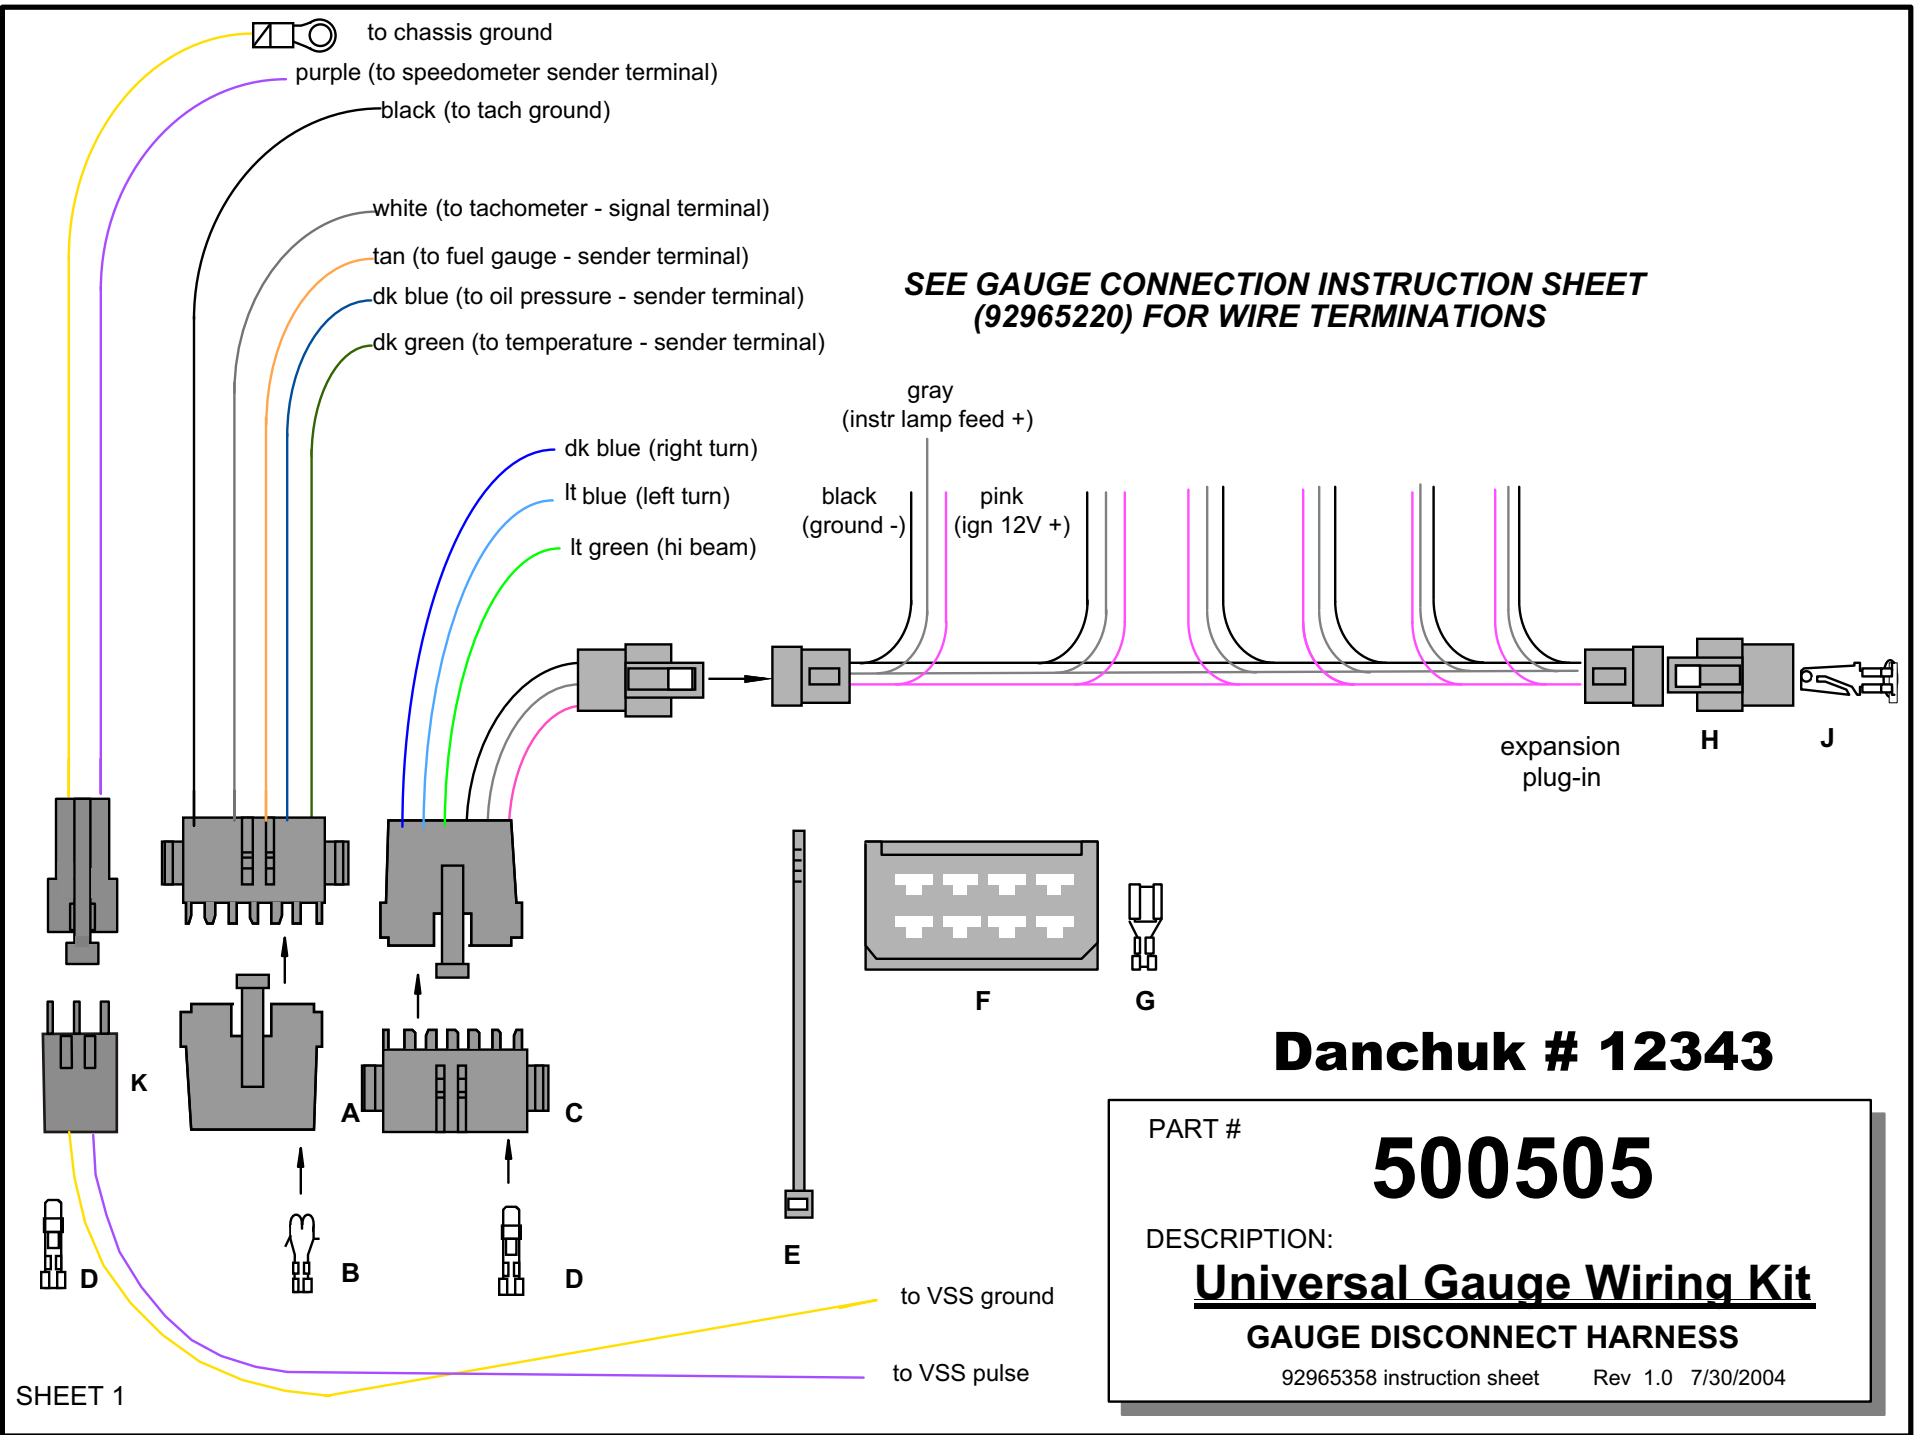 to chassis ground
purple (to speedometer sender terminal)
black (to tach ground)
white (to tachometer - signal terminal)
tan (to fuel gauge - sender terminal)
dk blue (to oil pressure - sender terminal)
dk green (to temperature - sender terminal)
SEE GAUGE CONNECTION INSTRUCTION SHEET
(92965220) FOR WIRE TERMINATIONS
gray
(instr lamp feed +)
dk blue (right turn)
lt blue (left turn)
lt green (hi beam)
black
(ground -)
pink
(ign 12V +)
expansion
plug-in
H
J
F
G
K
A
C
D
B
D
E
to VSS ground
to VSS pulse
Danchuk # 12343
PART #
500505
DESCRIPTION:
Universal Gauge Wiring Kit
GAUGE DISCONNECT HARNESS
92965358 instruction sheet Rev 1.0 7/30/2004
SHEET 1